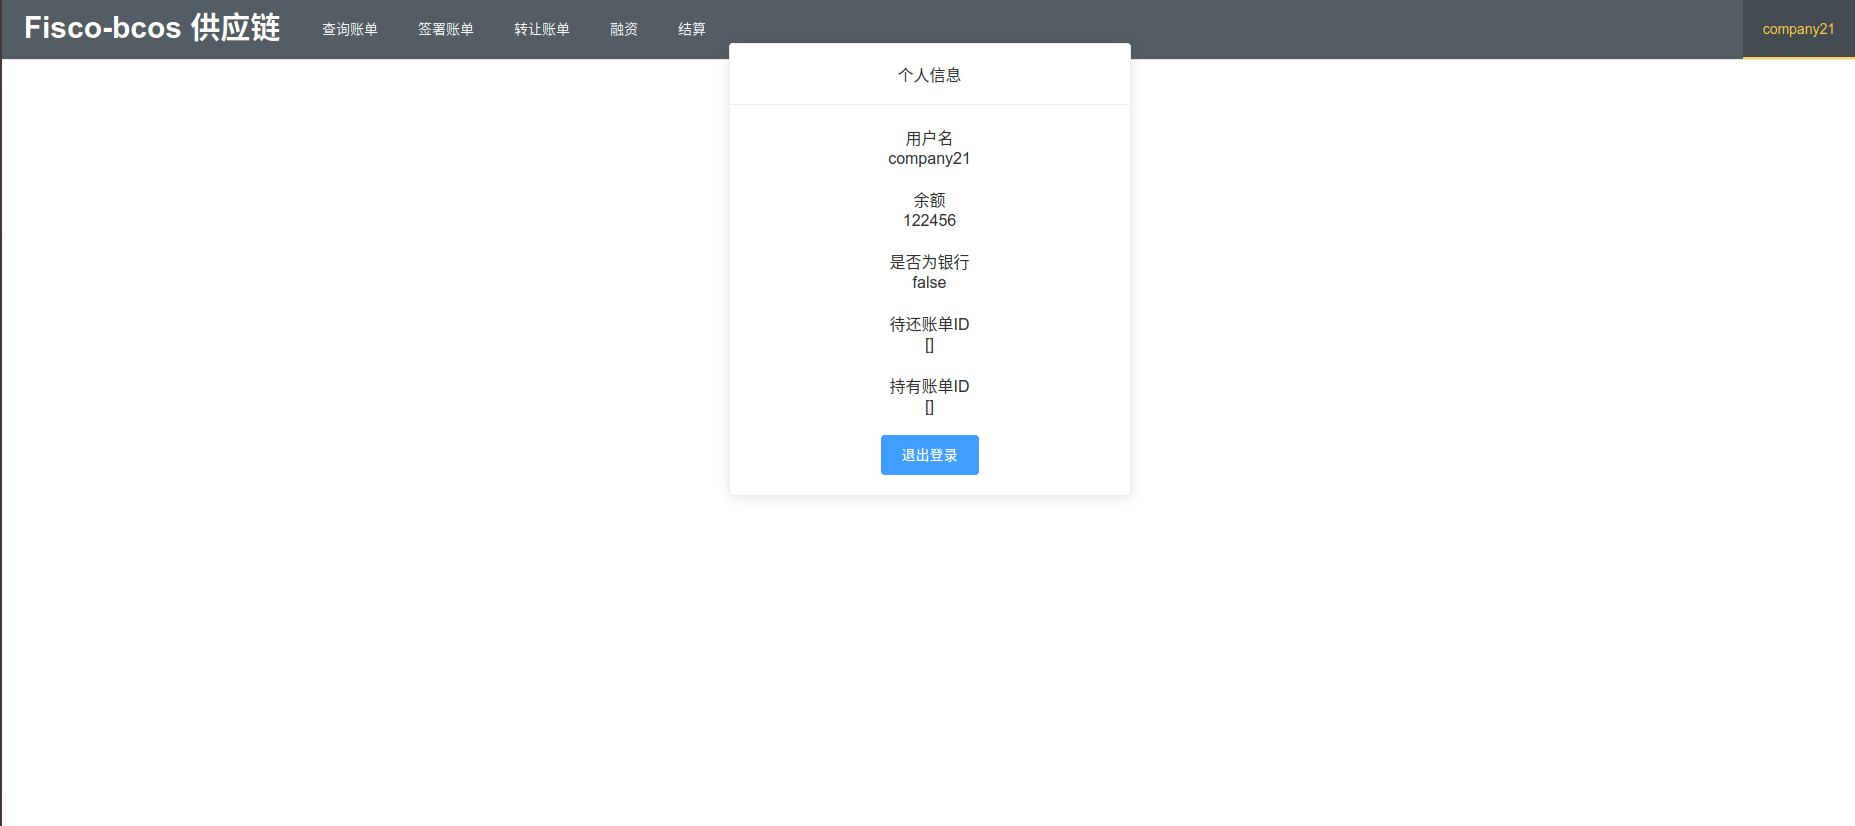 Fisco-bcos 供应链 查询账单 签署账单 转让账单 融资 结算 company21
个人信息
用户名
company21
余额
122456
是否为银行
false
待还账单ID
[]
持有账单ID
[]
退出登录